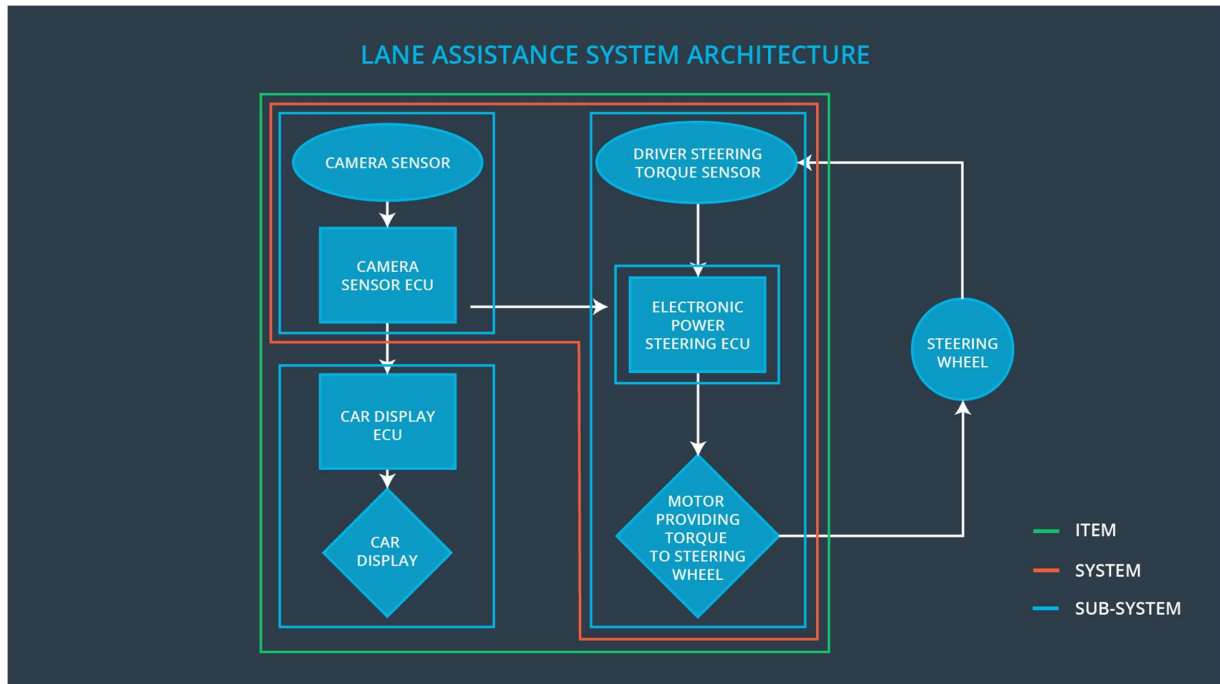 LANE ASSISTANCE SYSTEM ARCHITECTURE
CAMERA SENSOR
CAMERA
SENSOR ECU
CAR DISPLAY
ECU
CAR
DISPLAY
DRIVER STEERING
TORQUE SENSOR
ELECTRONIC
POWER
STEERING ECU
MOTOR
PROVIDING
TORQUE
TO STEERING
WHEEL
STEERING
WHEEL
ITEM
SYSTEM
SUB-SYSTEM